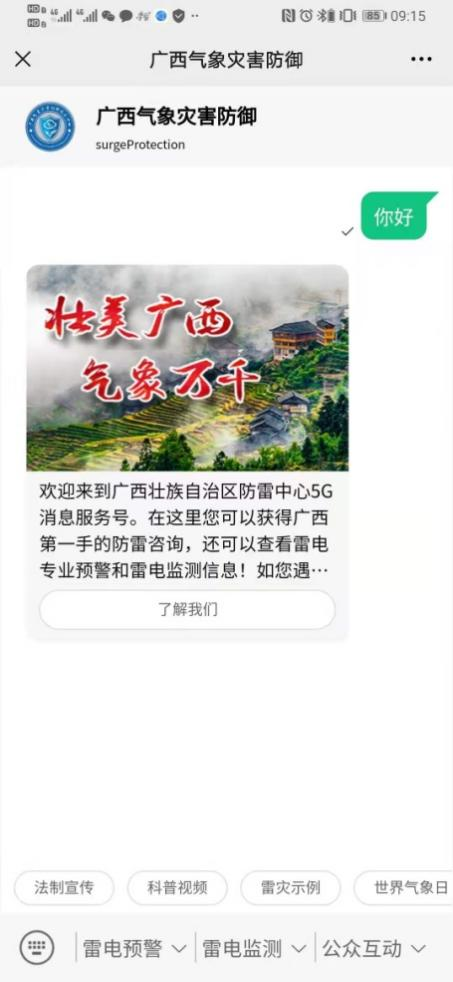 09:15
广西气象灾害防御
广西气象灾害防御
surgeProtection
你好
壮美广西
气象万千
欢迎来到广西壮族自治区防雷中心5G
消息服务号。在这里您可以获得广西
第一手的防雷咨询，还可以查看雷电
专业预警和雷电监测信息！如您遇…
了解我们
法制宣传 科普视频 雷灾示例 世界气象日
雷电预警 雷电监测 公众互动